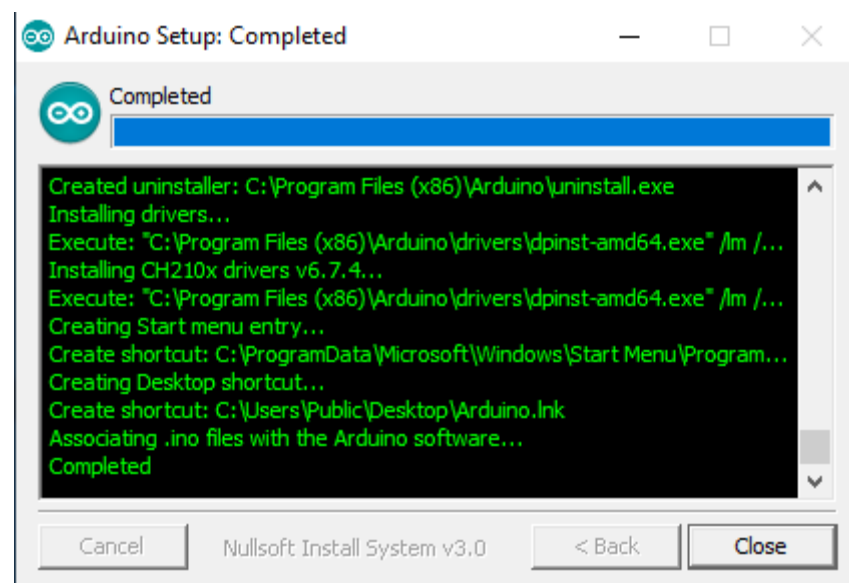 Arduino Setup: Completed
Completed
Created uninstaller: C:\Program Files (x86)\Arduino\uninstall.exe
Installing drivers...
Execute: "C:\Program Files (x86)\Arduino\drivers\dpinst-amd64.exe" /lm /...
Installing CH210x drivers v6.7.4...
Execute: "C:\Program Files (x86)\Arduino\drivers\dpinst-amd64.exe" /lm /...
Creating Start menu entry...
Create shortcut: C:\ProgramData\Microsoft\Windows\Start Menu\Program...
Creating Desktop shortcut...
Create shortcut: C:\Users\Public\Desktop\Arduino.lnk
Associating .ino files with the Arduino software...
Completed
Cancel Nullsoft Install System v3.0 < Back Close